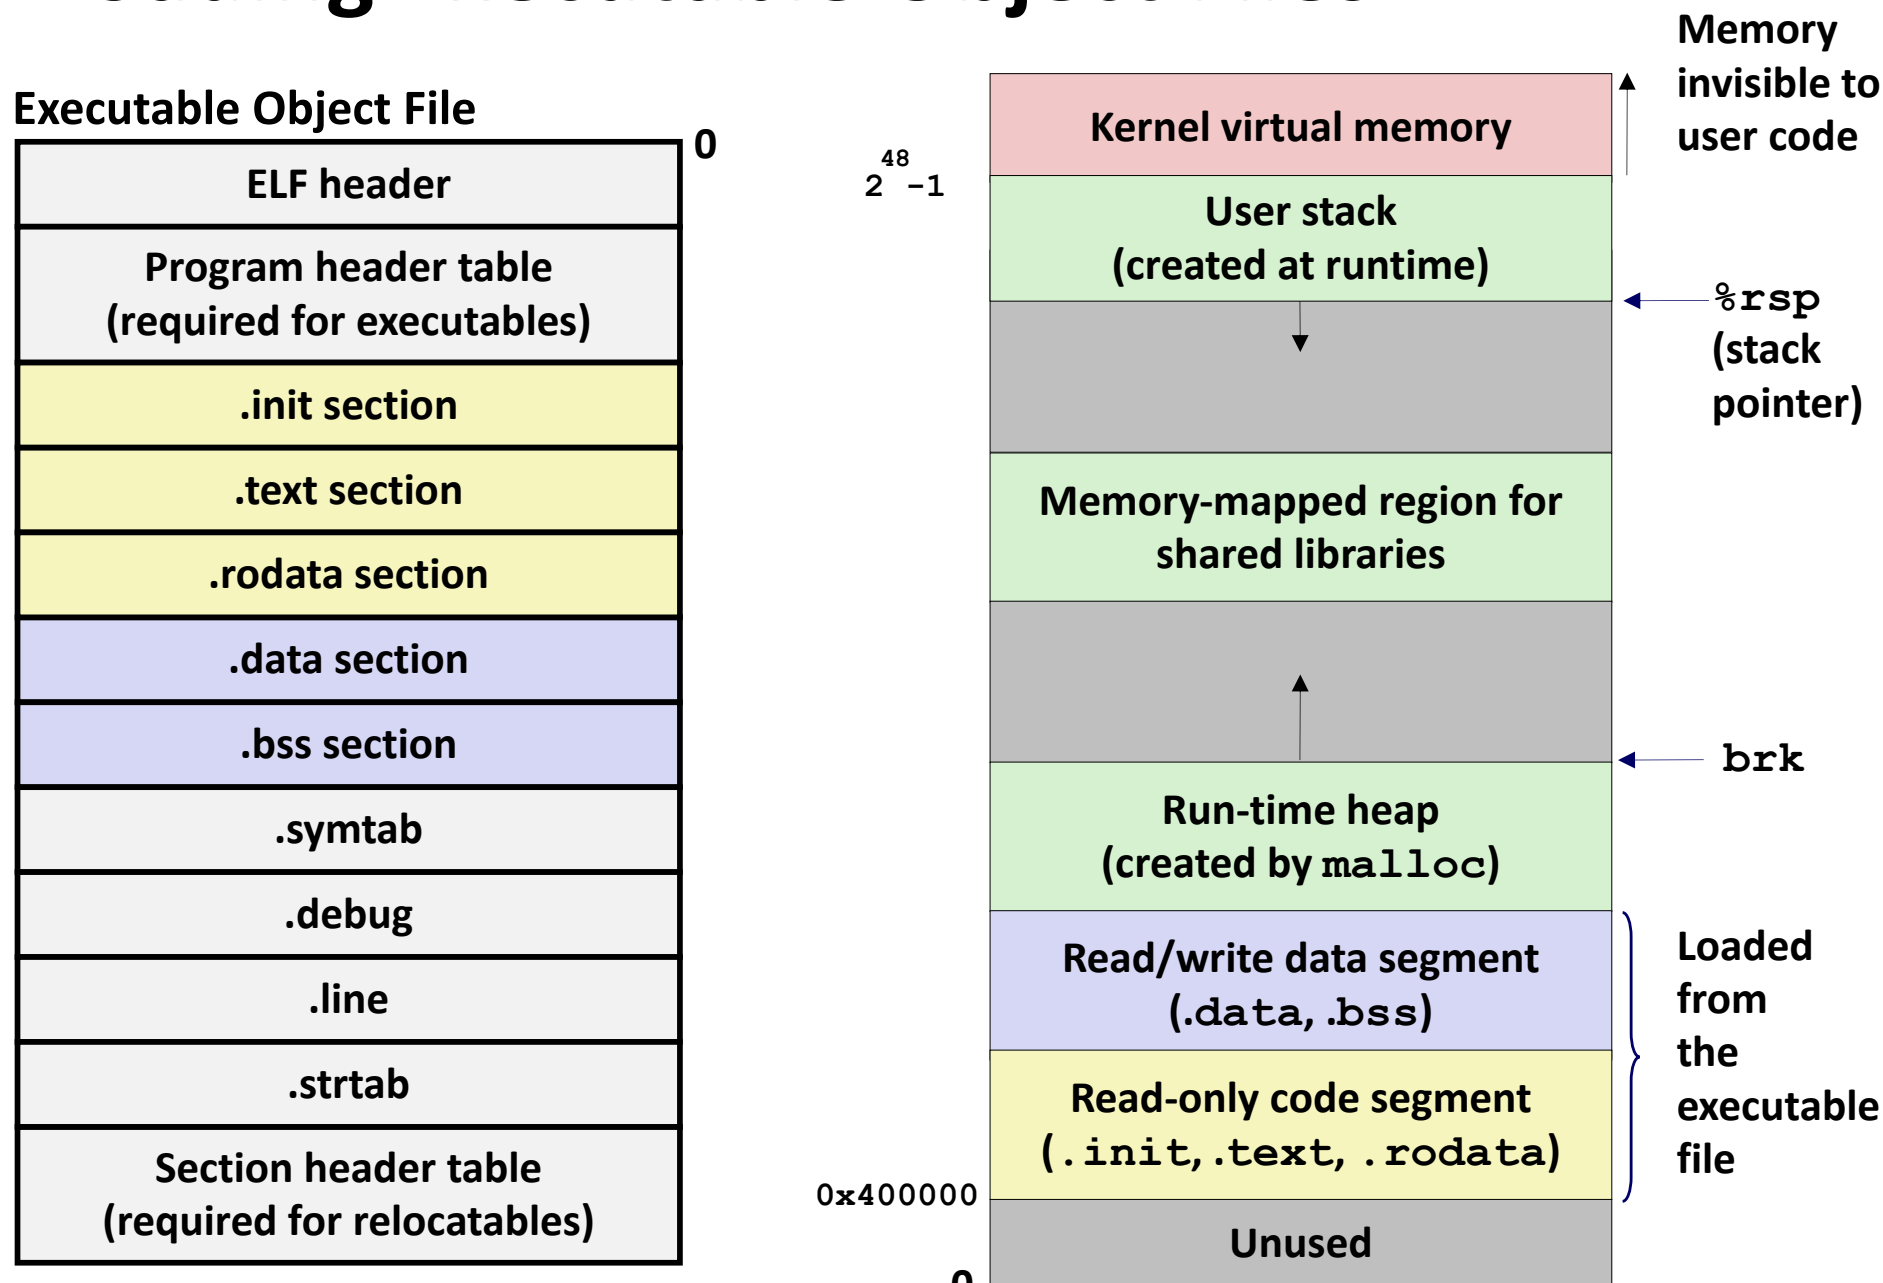 Executable Object File
0
ELF header
Program header table
(required for executables)
.init section
.text section
.rodata section
.data section
.bss section
.symtab
.debug
.line
.strtab
Section header table
(required for relocatables)
2^48-1
Kernel virtual memory
User stack
(created at runtime)
Memory-mapped region for
shared libraries
Run-time heap
(created by malloc)
Read/write data segment
(.data, .bss)
Read-only code segment
(.init, .text, .rodata)
0x400000
Unused
0
Memory
invisible to
user code
%rsp
(stack
pointer)
brk
Loaded
from
the
executable
file